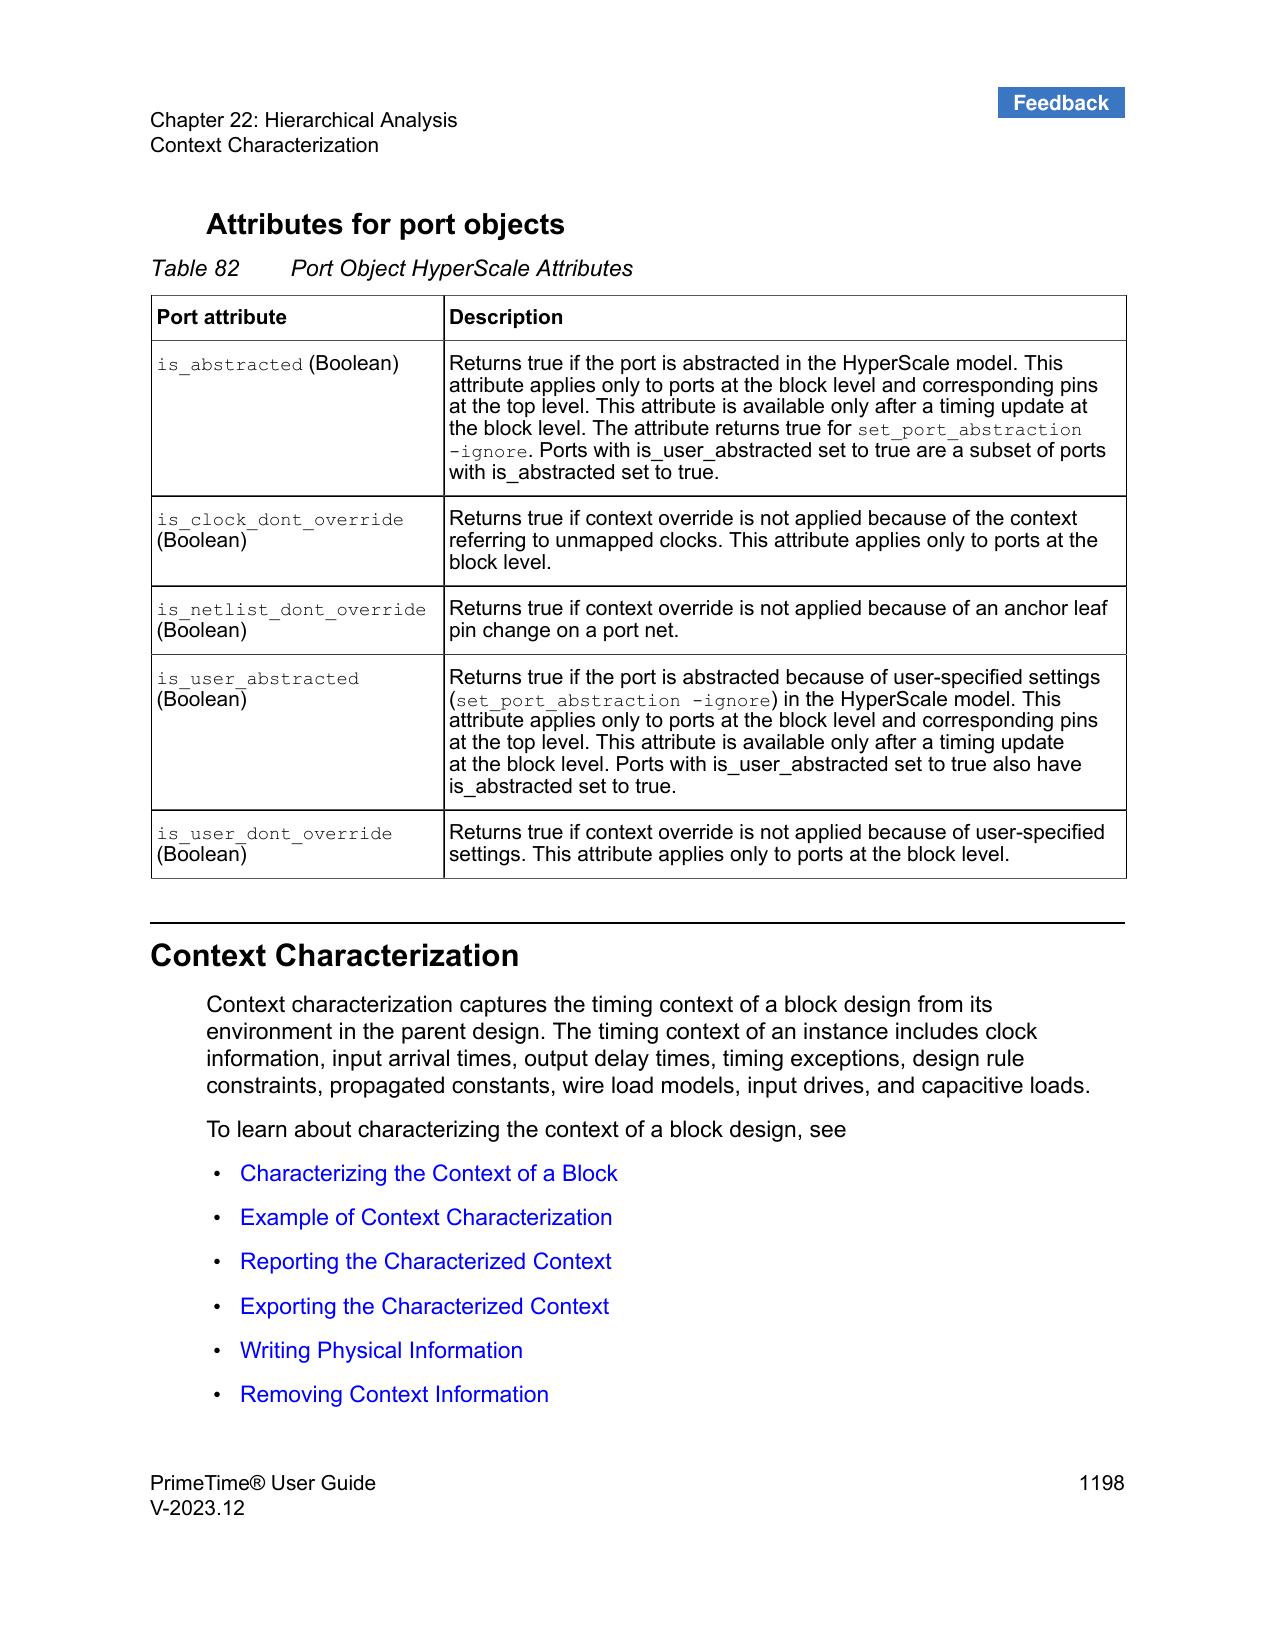 Feedback
Chapter 22: Hierarchical Analysis
Context Characterization
Attributes for port objects
Table 82 Port Object HyperScale Attributes
Port attribute Description
is_abstracted (Boolean) Returns true if the port is abstracted in the HyperScale model. This
attribute applies only to ports at the block level and corresponding pins
at the top level. This attribute is available only after a timing update at
the block level. The attribute returns true for set_port_abstraction
-ignore. Ports with is_user_abstracted set to true are a subset of ports
with is_abstracted set to true.
is_clock_dont_override Returns true if context override is not applied because of the context
(Boolean) referring to unmapped clocks. This attribute applies only to ports at the
block level.
is_netlist_dont_override Returns true if context override is not applied because of an anchor leaf
(Boolean) pin change on a port net.
is_user_abstracted Returns true if the port is abstracted because of user-specified settings
(Boolean) (set_port_abstraction -ignore) in the HyperScale model. This
attribute applies only to ports at the block level and corresponding pins
at the top level. This attribute is available only after a timing update
at the block level. Ports with is_user_abstracted set to true also have
is_abstracted set to true.
is_user_dont_override Returns true if context override is not applied because of user-specified
(Boolean) settings. This attribute applies only to ports at the block level.
Context Characterization
Context characterization captures the timing context of a block design from its
environment in the parent design. The timing context of an instance includes clock
information, input arrival times, output delay times, timing exceptions, design rule
constraints, propagated constants, wire load models, input drives, and capacitive loads.
To learn about characterizing the context of a block design, see
• Characterizing the Context of a Block
• Example of Context Characterization
• Reporting the Characterized Context
• Exporting the Characterized Context
• Writing Physical Information
• Removing Context Information
PrimeTime® User Guide 1198
V-2023.12